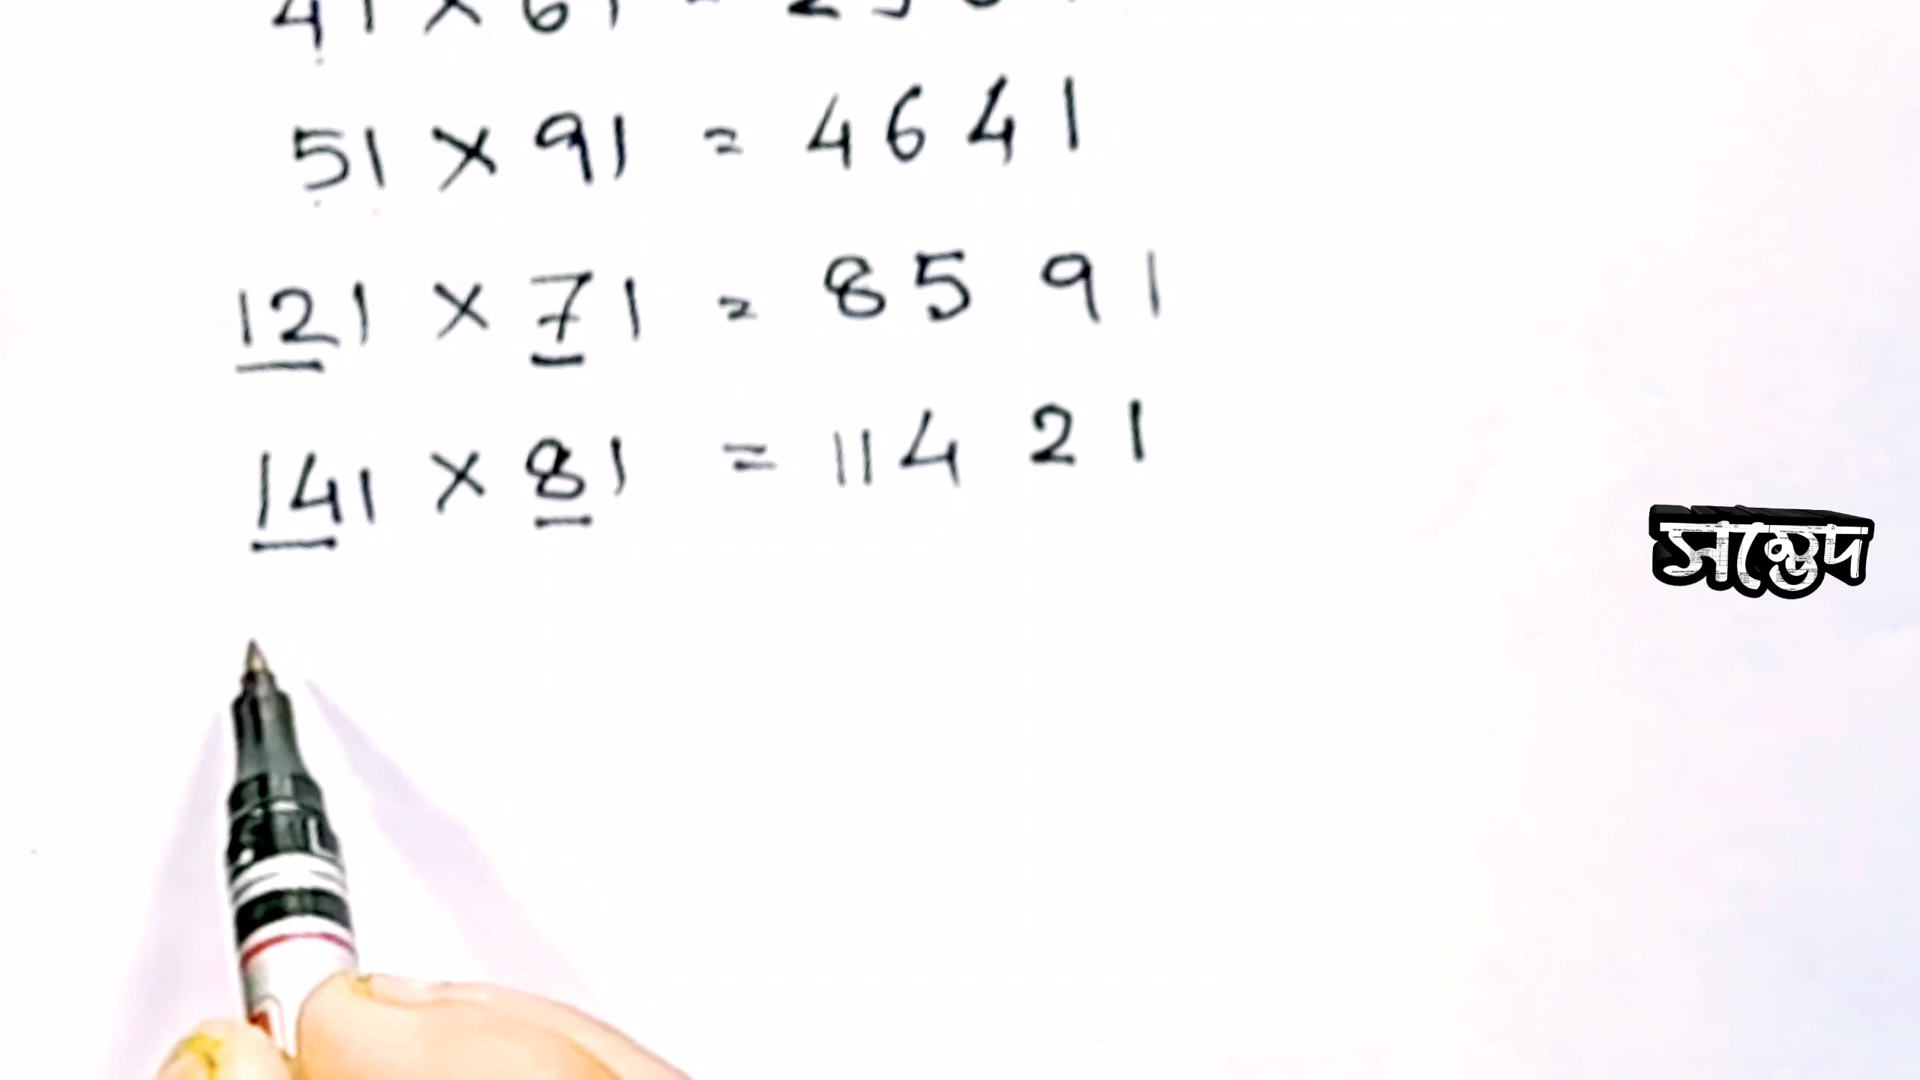 51 × 91 = 4641
121 × 71 = 8591
141 × 81 = 11421
সন্তেদ